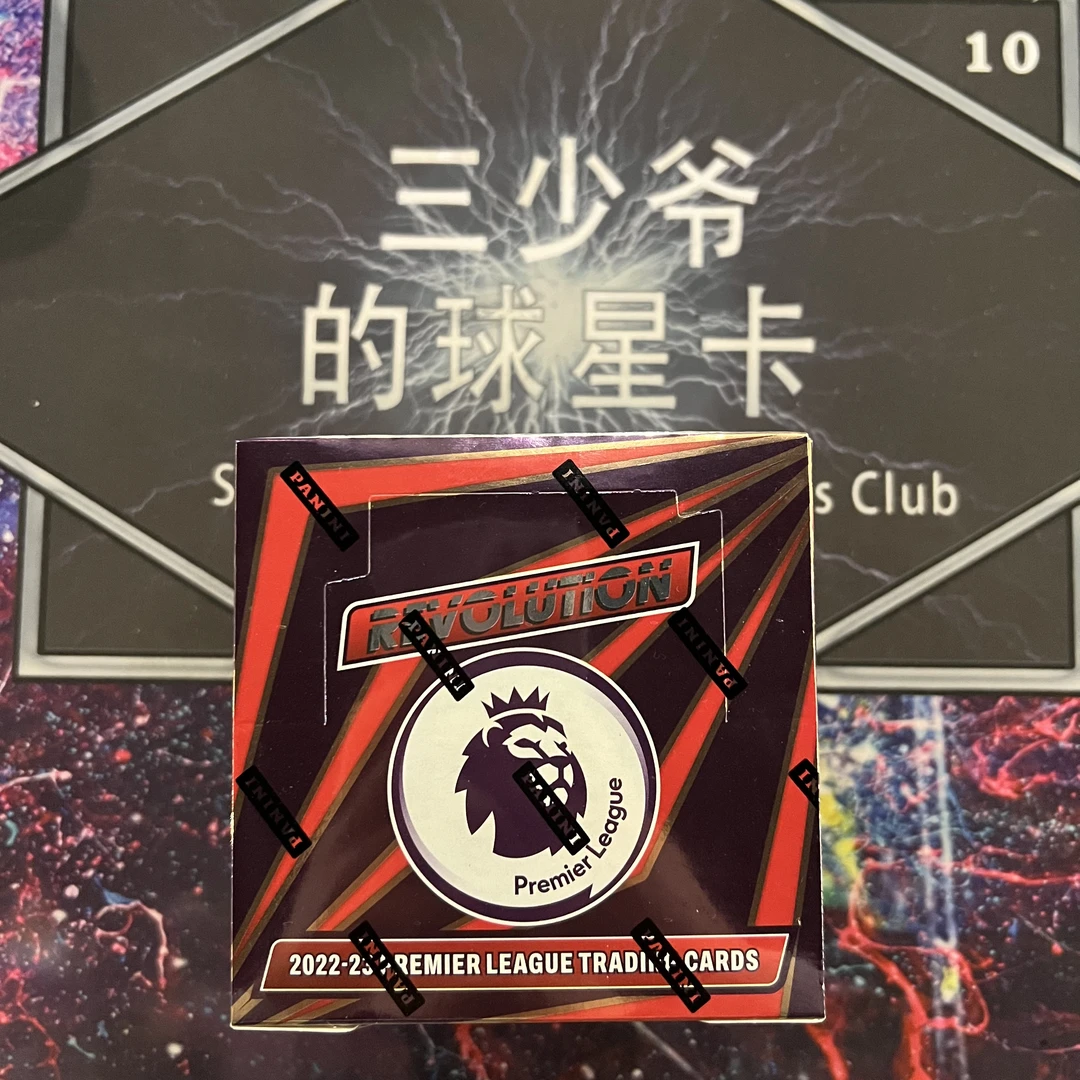 10
三少爷
的球星卡
s Club
PANINI
PANINI
REVOLUTION
PANINI
PANINI
PANINI
PANINI
Premier League
PANINI
PANINI
2022-23 PREMIER LEAGUE TRADING CARDS